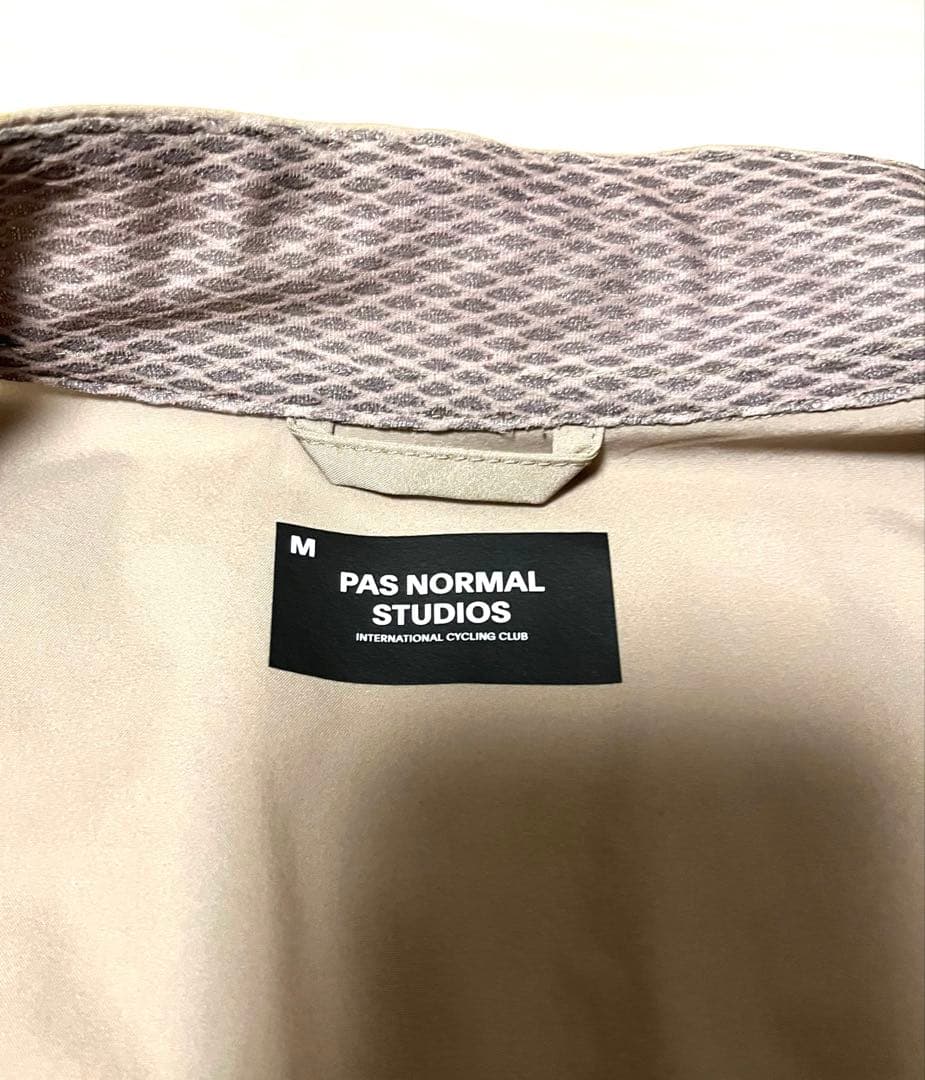 M
PAS NORMAL
STUDIOS
INTERNATIONAL CYCLING CLUB